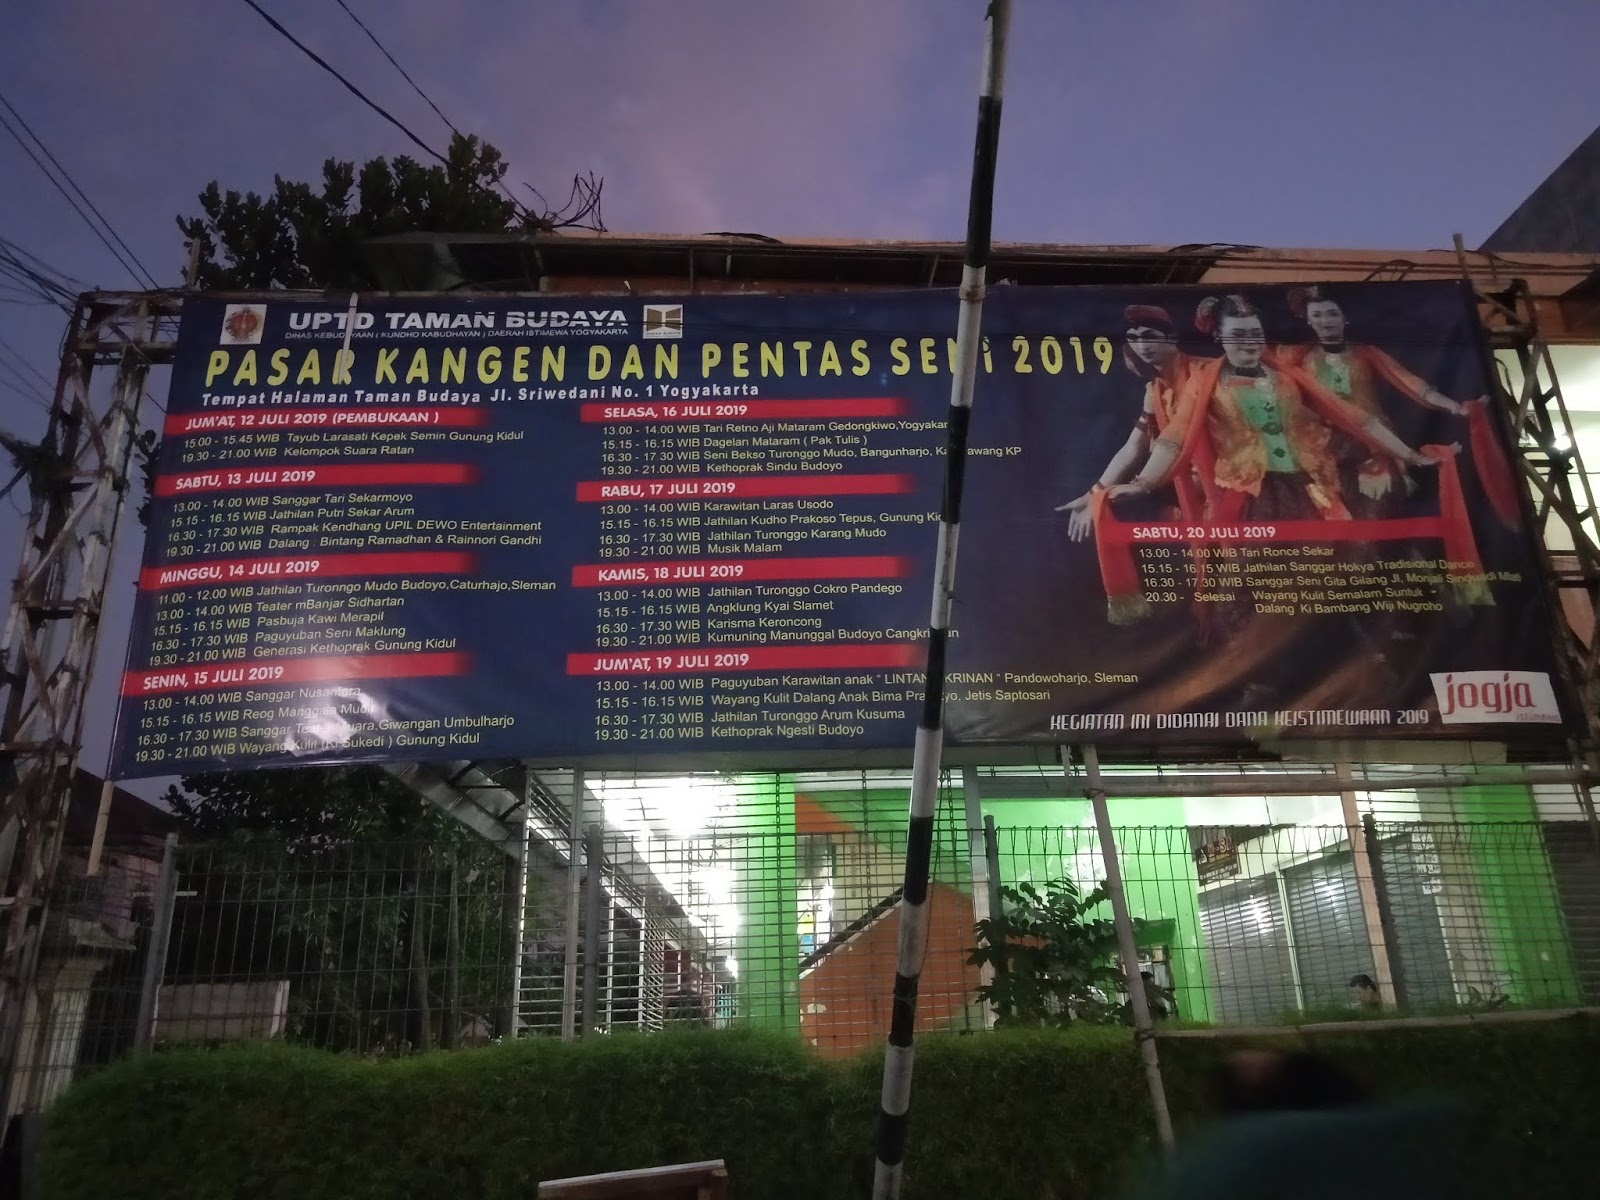 UPTD TAMAN BUDAYA
DINAS KEBUDAYAAN ( KUNDHO KABUDHAYAN ) DAERAH ISTIMEWA YOGYAKARTA
PASAR KANGEN DAN PENTAS SENI 2019
Tempat Halaman Taman Budaya Jl. Sriwedani No. 1 Yogyakarta
JUM'AT, 12 JULI 2019 (PEMBUKAAN )
15.00 - 15.45 WIB Tayub Larasati Kepek Semin Gunung Kidul
19.30 - 21.00 WIB Kelompok Suara Ratan
SABTU, 13 JULI 2019
13.00 - 14.00 WIB Sanggar Tari Sekarmoyo
15.15 - 16.15 WIB Jathilan Putri Sekar Arum
16.30 - 17.30 WIB Rampak Kendhang UPIL DEWO Entertainment
19.30 - 21.00 WIB Dalang : Bintang Ramadhan & Rainnori Gandhi
MINGGU, 14 JULI 2019
11.00 - 12.00 WIB Jathilan Turonngo Mudo Budoyo,Caturhajo,Sleman
13.00 - 14.00 WIB Teater mBanjar Sidhartan
15.15 - 16.15 WIB Pasbuja Kawi Merapil
16.30 - 17.30 WIB Paguyuban Seni Maklung
19.30 - 21.00 WIB Generasi Kethoprak Gunung Kidul
SENIN, 15 JULI 2019
13.00 - 14.00 WIB Sanggar Nusantara
15.15 - 16.15 WIB Reog Manggala Muda
16.30 - 17.30 WIB Sanggar Muara,Giwangan Umbulharjo
19.30 - 21.00 WIB Wayang Kulit (Ki Sukedi ) Gunung Kidul
SELASA, 16 JULI 2019
13.00 - 14.00 WIB Tari Retno Aji Mataram Gedongkiwo,Yogyakar
15.15 - 16.15 WIB Dagelan Mataram ( Pak Tulis )
16.30 - 17.30 WIB Seni Bekso Turonggo Mudo, Bangunharjo, KP
19.30 - 21.00 WIB Kethoprak Sindu Budoyo
RABU, 17 JULI 2019
13.00 - 14.00 WIB Karawitan Laras Usodo
15.15 - 16.15 WIB Jathilan Kudho Prakoso Tepus, Gunung
16.30 - 17.30 WIB Jathilan Turonggo Karang Mudo
19.30 - 21.00 WIB Musik Malam
KAMIS, 18 JULI 2019
13.00 - 14.00 WIB Jathilan Turonggo Cokro Pandego
15.15 - 16.15 WIB Angklung Kyai Slamet
16.30 - 17.30 WIB Karisma Keroncong
19.30 - 21.00 WIB Kumuning Manunggal Budoyo
JUM'AT, 19 JULI 2019
13.00 - 14.00 WIB Paguyuban Karawitan anak " " Pandowoharjo, Sleman
15.15 - 16.15 WIB Wayang Kulit Dalang Anak Bima Jetis Saptosari
16.30 - 17.30 WIB Jathilan Turonggo Arum Kusuma
19.30 - 21.00 WIB Kethoprak Ngesti Budoyo
SABTU, 20 JULI 2019
13.00 - 14.00 WIB Tari Ronce Sekar
15.15 - 16.15 WIB Jathilan Sanggar Hokya Tradisional Dance
16.30 - 17.30 WIB Sanggar Seni Gita Gilang Jl. Monjali Sinduadi Mlati
20.30 - Selesai Wayang Kulit Semalam Suntuk -
Dalang Ki Bambang Wiji Nugroho
KEGIATAN INI DIDANAI DANA KEISTIMEWAAN 2019
jogja
istimewa